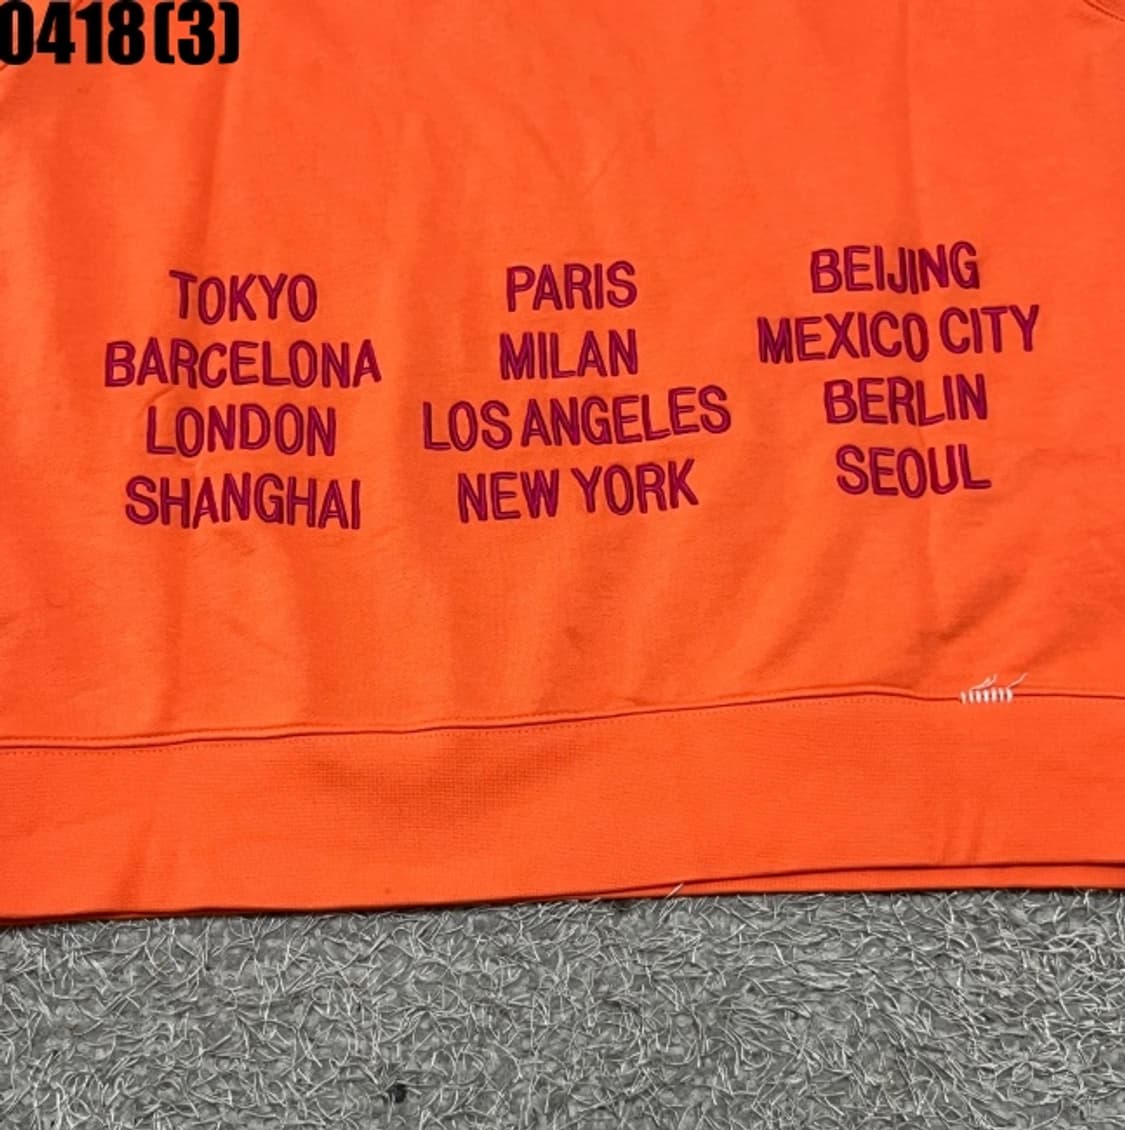 0418(3)
TOKYO
BARCELONA
LONDON
SHANGHAI
PARIS
MILAN
LOS ANGELES
NEW YORK
BEIJING
MEXICO CITY
BERLIN
SEOUL